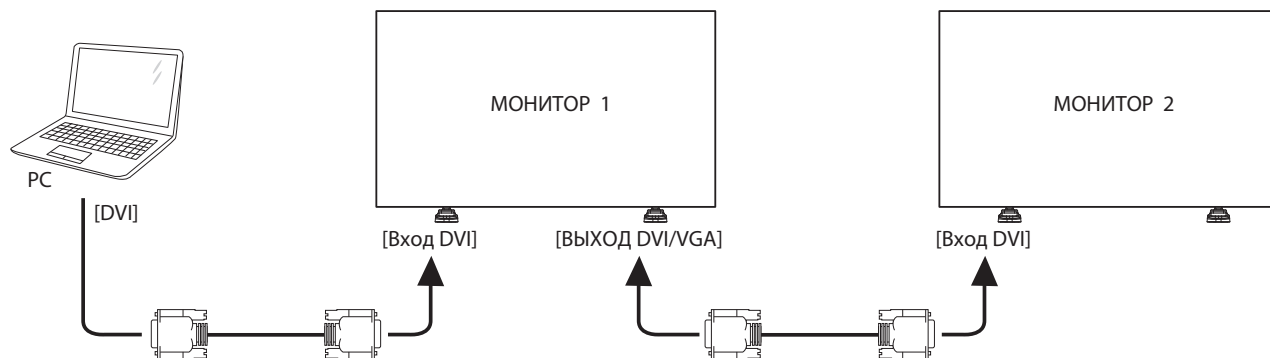 МОНИТОР 1
МОНИТОР 2
PC
[DVI]
[Вход DVI]
[ВЫХОД DVI/VGA]
[Вход DVI]